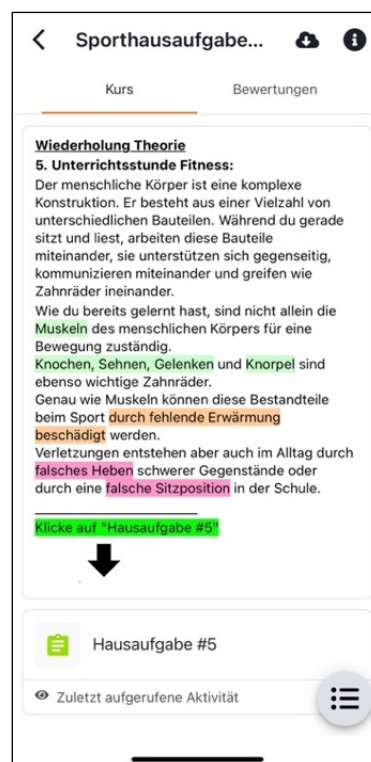 Sporthausaufgabe...
Kurs
Bewertungen
Wiederholung Theorie
5. Unterrichtsstunde Fitness:
Der menschliche Körper ist eine komplexe
Konstruktion. Er besteht aus einer Vielzahl von
unterschiedlichen Bauteilen. Während du gerade
sitzt und liest, arbeiten diese Bauteile
miteinander, sie unterstützen sich gegenseitig,
kommunizieren miteinander und greifen wie
Zahnräder ineinander.
Wie du bereits gelernt hast, sind nicht allein die
Muskeln des menschlichen Körpers für eine
Bewegung zuständig.
Knochen, Sehnen, Gelenken und Knorpel sind
ebenso wichtige Zahnräder.
Genau wie Muskeln können diese Bestandteile
beim Sport durch fehlende Erwärmung
beschädigt werden.
Verletzungen entstehen aber auch im Alltag durch
falsches Heben schwerer Gegenstände oder
durch eine falsche Sitzposition in der Schule.
Klicke auf "Hausaufgabe #5"
Hausaufgabe #5
Zuletzt aufgerufene Aktivität